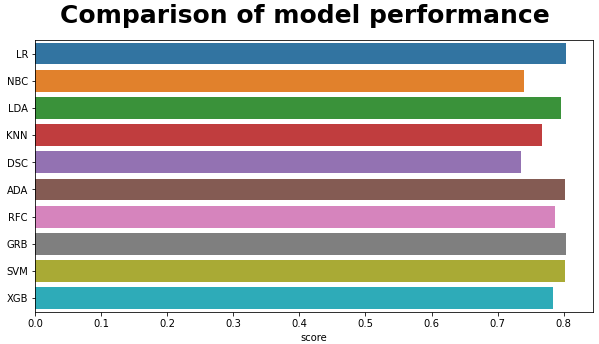 Comparison of model performance
LR
NBC
LDA
KNN
DSC
ADA
RFC
GRB
SVM
XGB
0.0 0.1 0.2 0.3 0.4 0.5 0.6 0.7 0.8
score